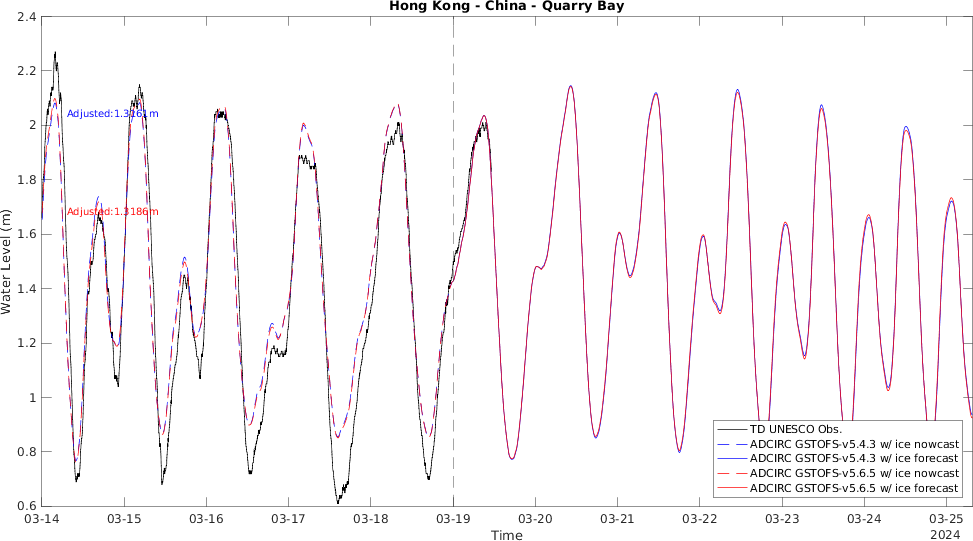 Hong Kong - China - Quarry Bay
2.4
2.2
2
1.8
1.6
1.4
1.2
1
0.8
0.6
Water Level (m)
Adjusted:1.3161m
Adjusted:1.3186m
TD UNESCO Obs.
ADCIRC GSTOFS-v5.4.3 w/ ice nowcast
ADCIRC GSTOFS-v5.4.3 w/ ice forecast
ADCIRC GSTOFS-v5.6.5 w/ ice nowcast
ADCIRC GSTOFS-v5.6.5 w/ ice forecast
03-14 03-15 03-16 03-17 03-18 03-19 03-20 03-21 03-22 03-23 03-24 03-25
2024
Time